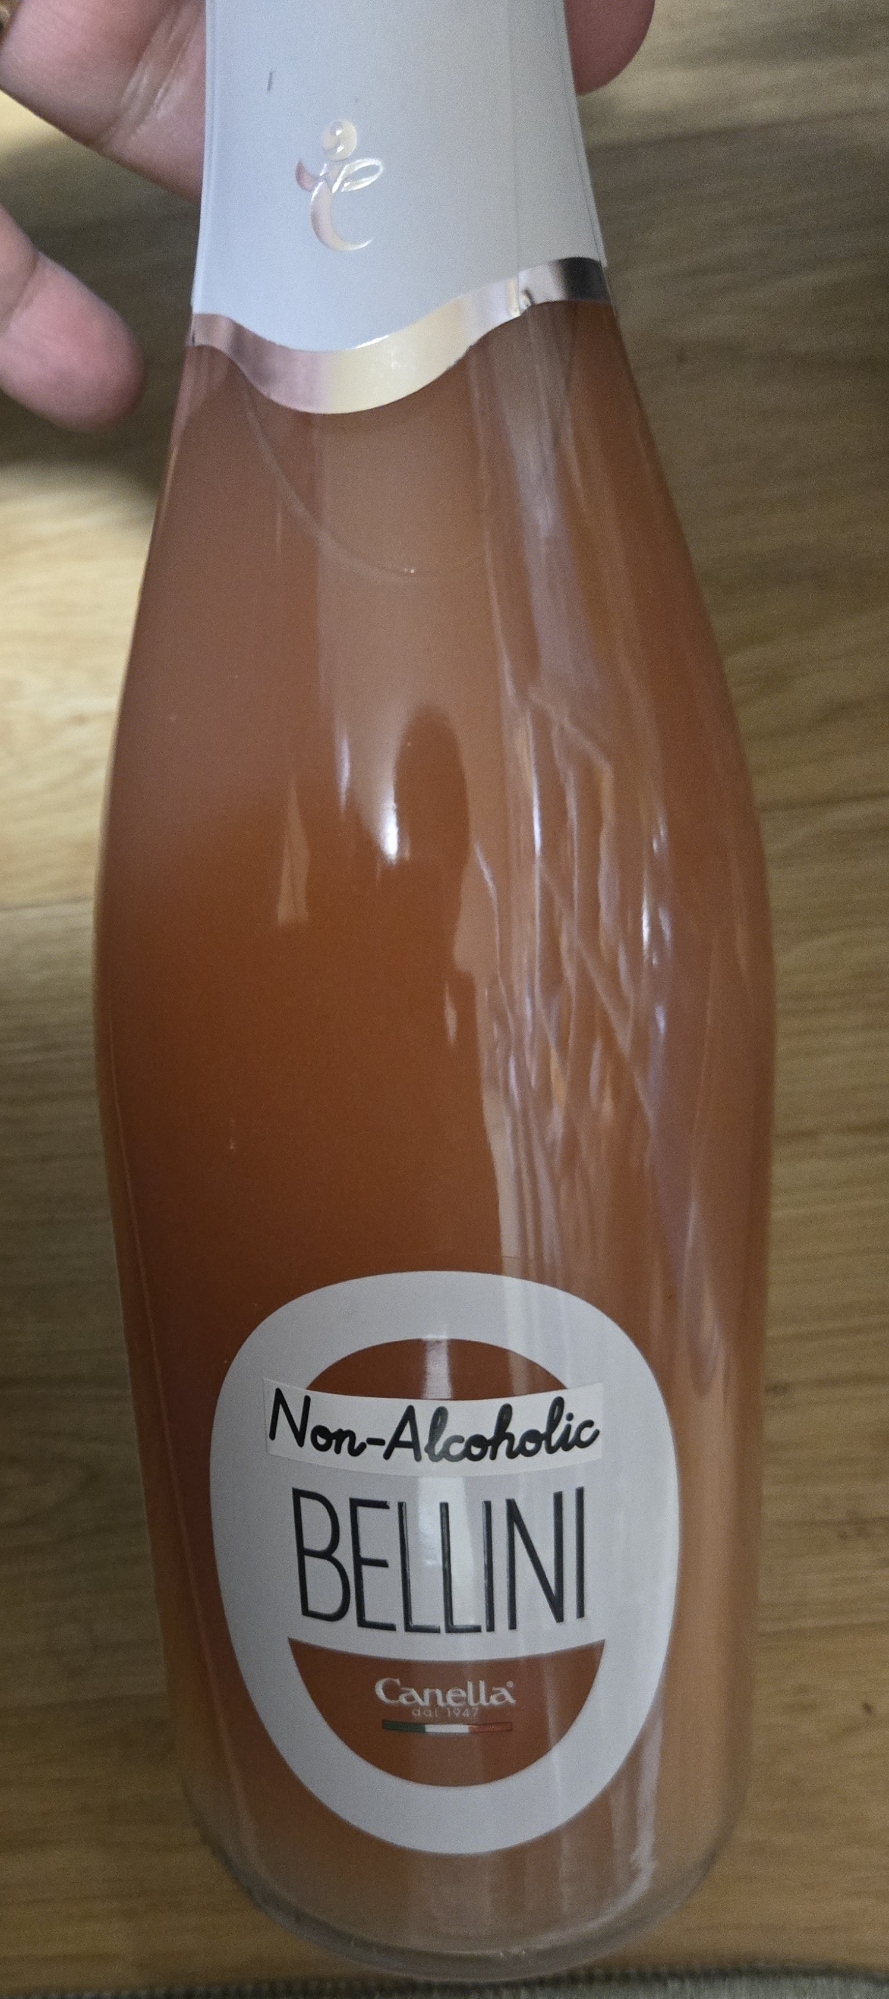 Non-Alcoholic
BELLINI
Canella®
dal 1947